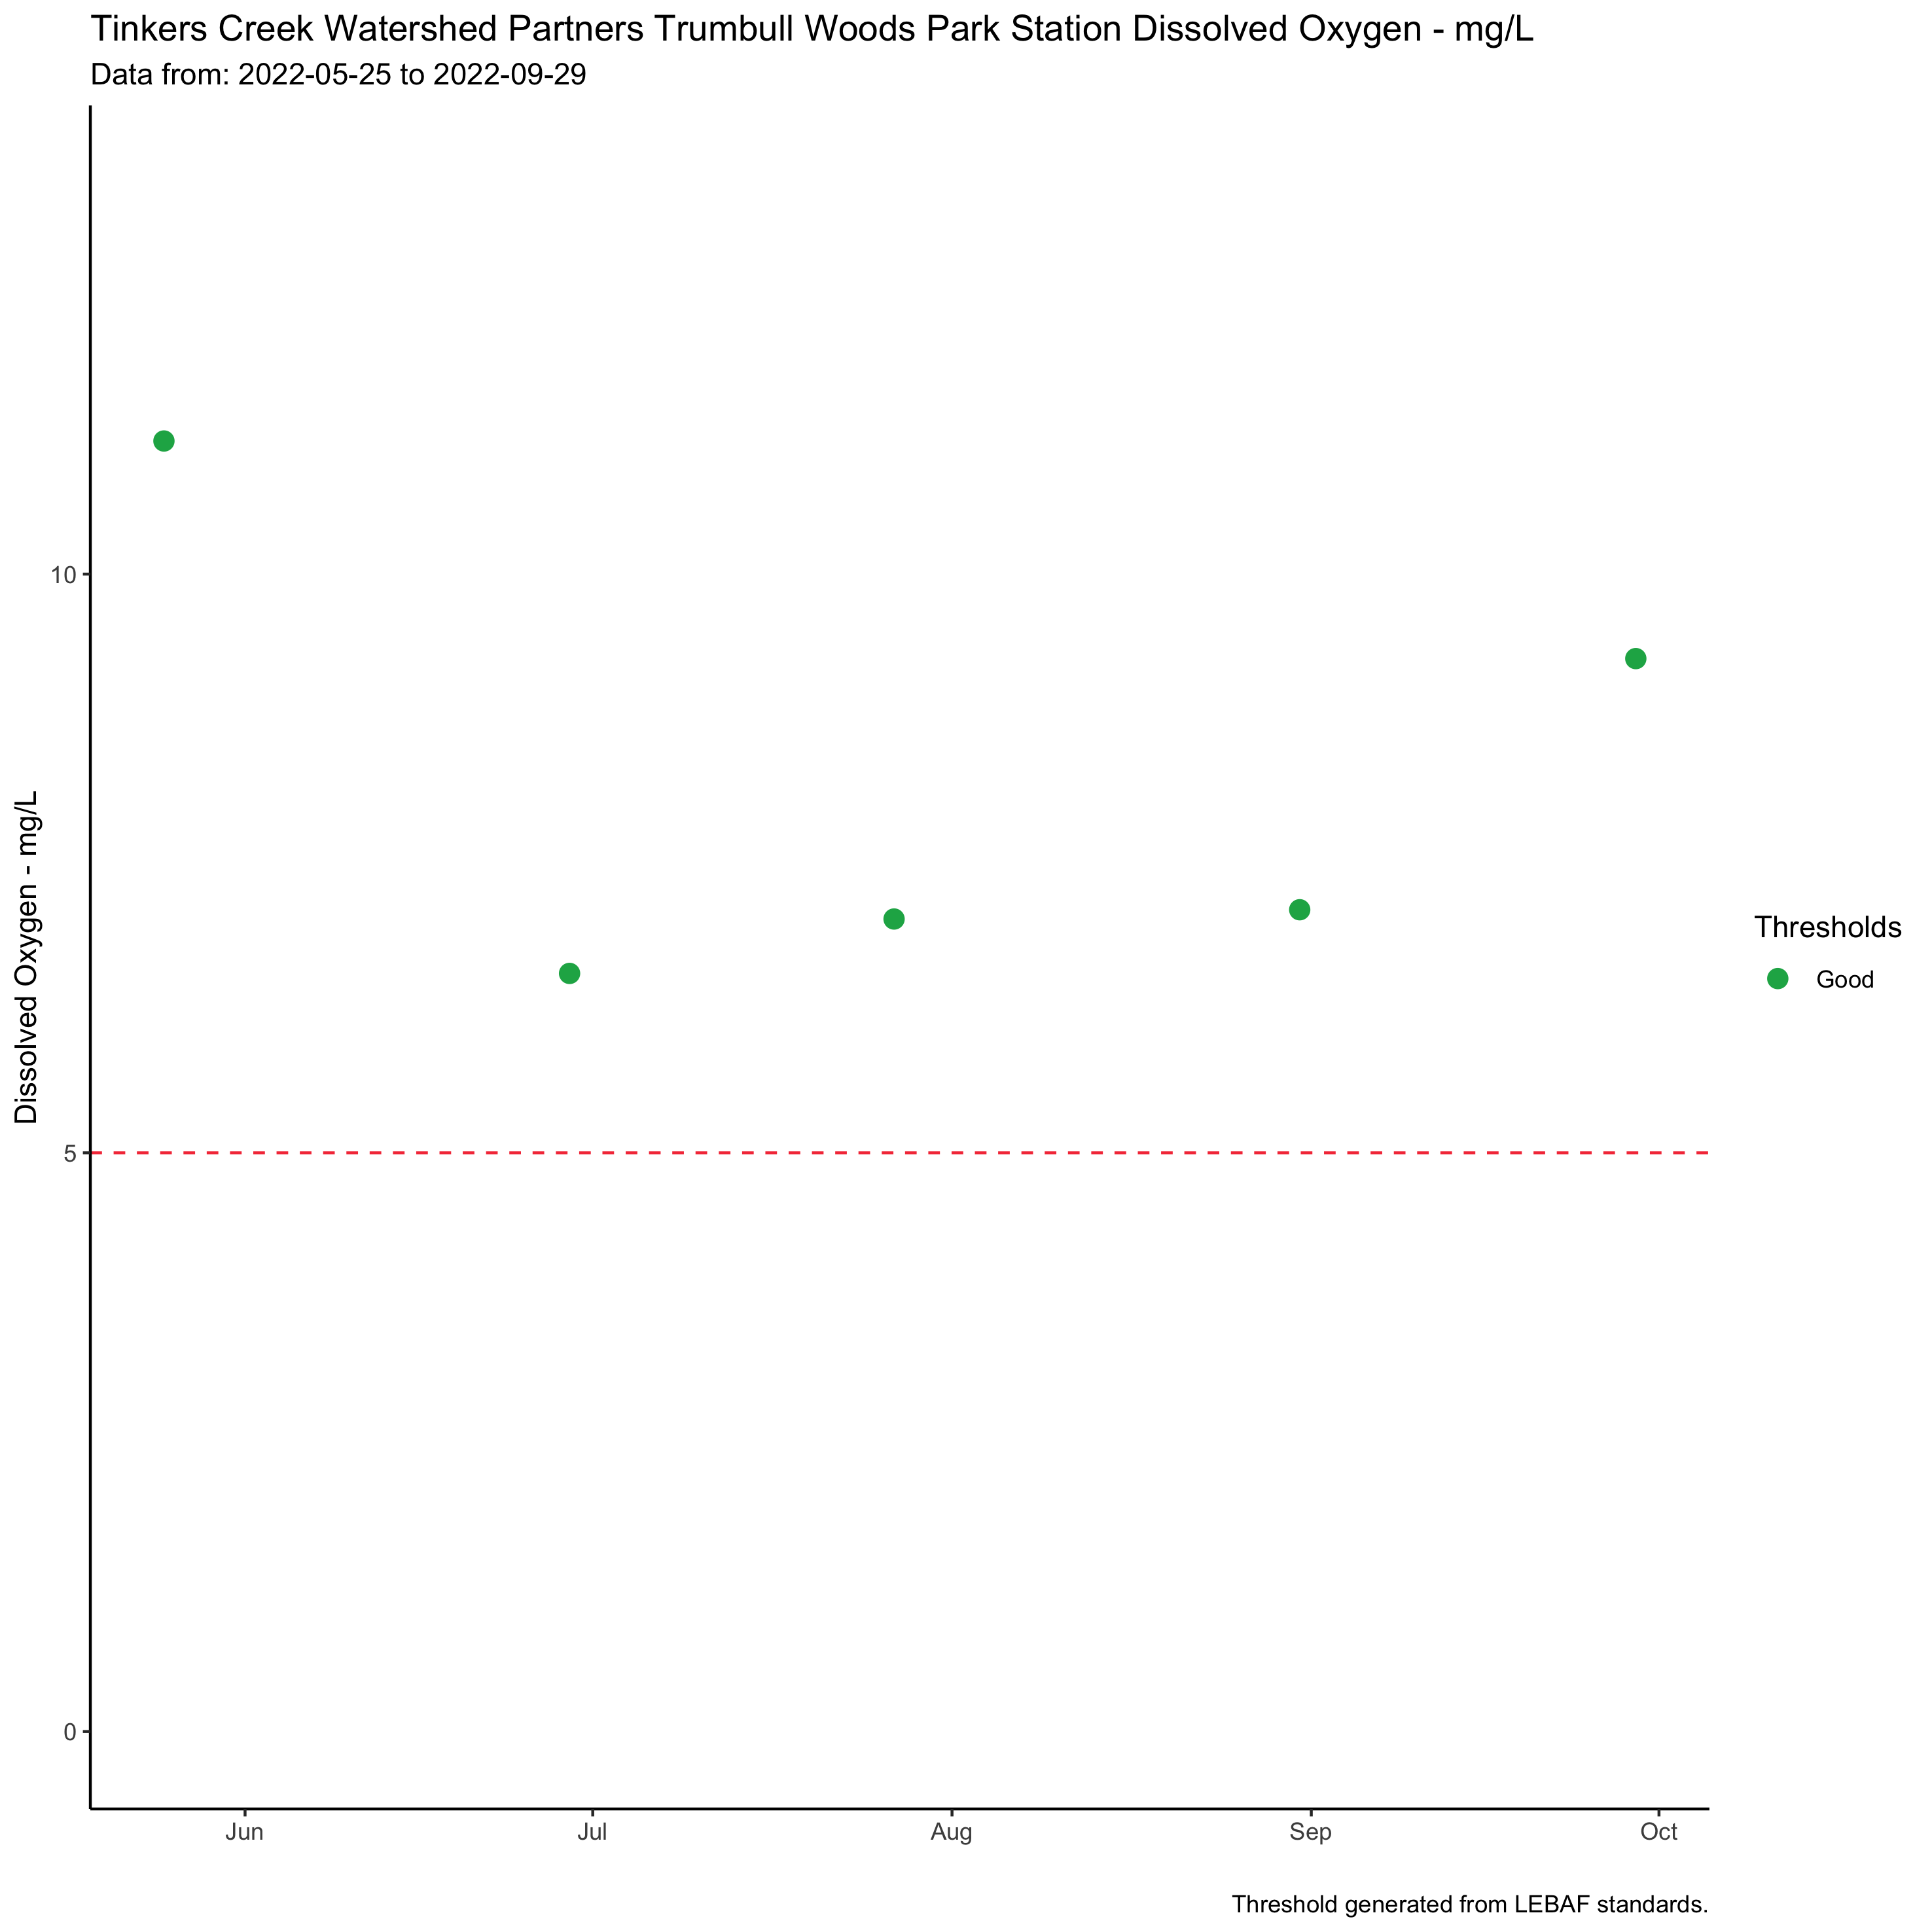 Tinkers Creek Watershed Partners Trumbull Woods Park Station Dissolved Oxygen - mg/L
Data from: 2022-05-25 to 2022-09-29
Dissolved Oxygen - mg/L
10
5
0
Jun Jul Aug Sep Oct
Thresholds
Good
Threshold generated from LEBAF standards.